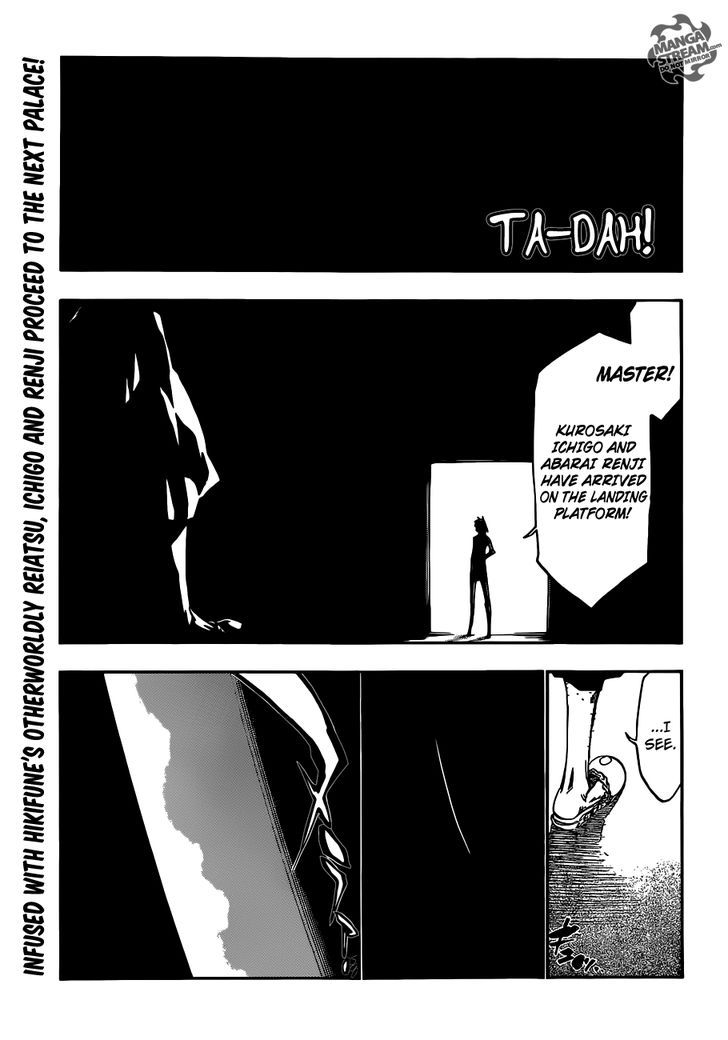 MANGA
STREAM.com
DO NOT MIRROR
INFUSED WITH HIKIFUNE'S OTHERWORLDLY REIATSU, ICHIGO AND RENJI PROCEED TO THE NEXT PALACE!
TA-DAH!
MASTER!
KUROSAKI
ICHIGO AND
ABARAI RENJI
HAVE ARRIVED
ON THE LANDING
PLATFORM!
...I
SEE.